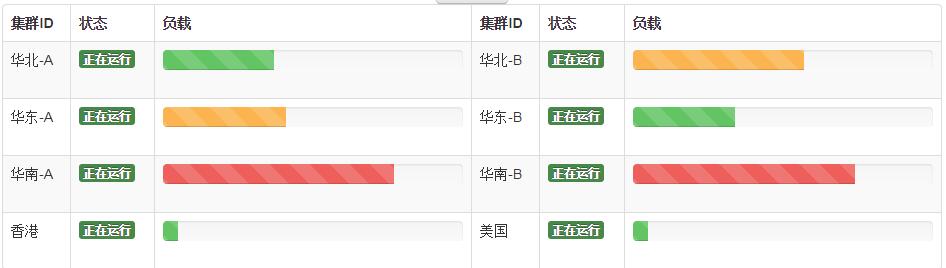 集群ID 状态 负载 集群ID 状态 负载
华北-A 正在运行 华北-B 正在运行
华东-A 正在运行 华东-B 正在运行
华南-A 正在运行 华南-B 正在运行
香港 正在运行 美国 正在运行